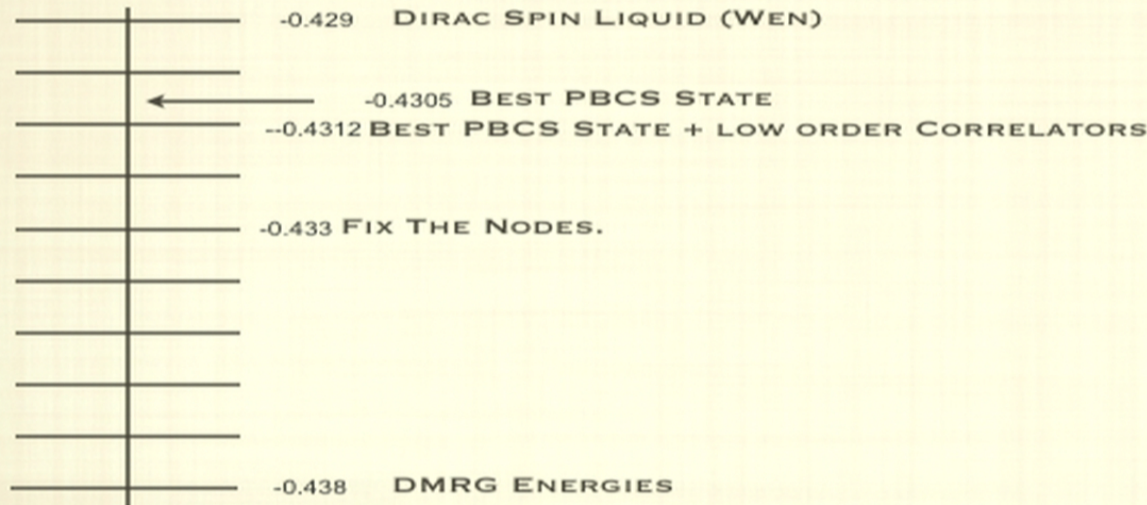 -0.429 Dirac Spin Liquid (Wen)
-0.4305 Best PBCS State
--0.4312 Best PBCS State + low order Correlators
-0.433 Fix The Nodes.
-0.438 DMRG Energies